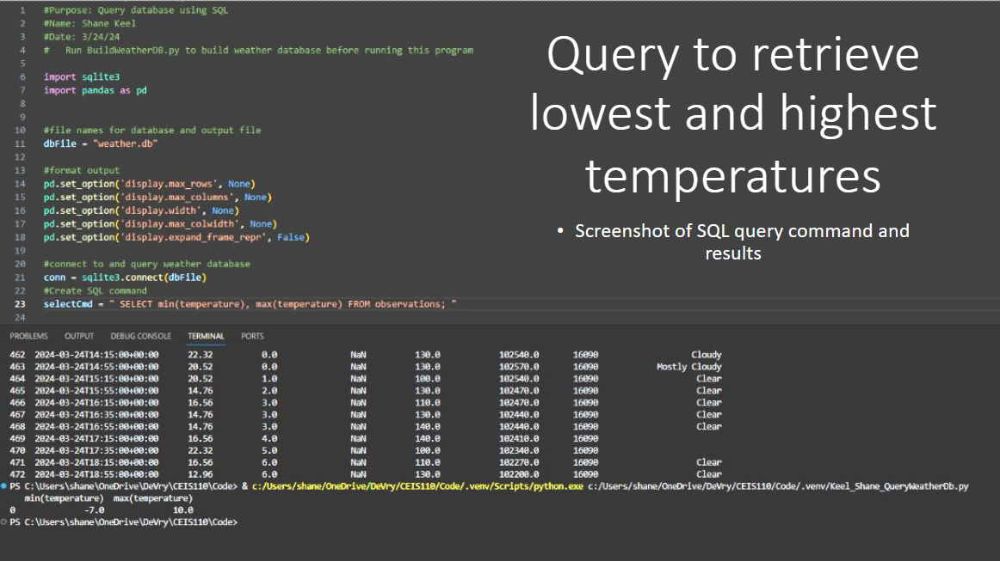 1 #Purpose: Query database using SQL
2 #Name: Shane Keel
3 #Date: 3/24/24
4 #   Run BuildWeatherDB.py to build weather database before running this program
5
6 import sqlite3
7 import pandas as pd
8
9
10 #file names for database and output file
11 dbFile = "weather.db"
12
13 #format output
14 pd.set_option('display.max_rows', None)
15 pd.set_option('display.max_columns', None)
16 pd.set_option('display.width', None)
17 pd.set_option('display.max_colwidth', None)
18 pd.set_option('display.expand_frame_repr', False)
19
20 #connect to and query weather database
21 conn = sqlite3.connect(dbFile)
22 #Create SQL command
23 selectCmd = " SELECT min(temperature), max(temperature) FROM observations; "
24
Query to retrieve
lowest and highest
temperatures
• Screenshot of SQL query command and
results
PROBLEMS OUTPUT DEBUG CONSOLE TERMINAL PORTS
462 2024-03-24T14:15:00+00:00 22.32 0.0 NaN 130.0 102540.0 16090 Cloudy
463 2024-03-24T14:55:00+00:00 20.52 0.0 NaN 130.0 102570.0 16090 Mostly Cloudy
464 2024-03-24T15:15:00+00:00 20.52 1.0 NaN 100.0 102540.0 16090 Clear
465 2024-03-24T15:55:00+00:00 14.76 2.0 NaN 130.0 102470.0 16090 Clear
466 2024-03-24T16:15:00+00:00 16.56 3.0 NaN 110.0 102470.0 16090 Clear
467 2024-03-24T16:35:00+00:00 14.76 3.0 NaN 130.0 102440.0 16090 Clear
468 2024-03-24T16:55:00+00:00 14.76 3.0 NaN 140.0 102440.0 16090 Clear
469 2024-03-24T17:15:00+00:00 16.56 4.0 NaN 140.0 102410.0 16090
470 2024-03-24T17:35:00+00:00 22.32 5.0 NaN 100.0 102340.0 16090
471 2024-03-24T18:15:00+00:00 16.56 6.0 NaN 110.0 102270.0 16090 Clear
472 2024-03-24T18:55:00+00:00 12.96 6.0 NaN 130.0 102200.0 16090 Clear
PS C:\Users\shane\OneDrive\DeVry\CEIS110\Code> & c:/Users/shane/OneDrive/DeVry/CEIS110/Code/.venv/Scripts/python.exe c:/Users/shane/OneDrive/DeVry/CEIS110/Code/.venv/Keel_Shane_QueryWeatherDb.py
min(temperature) max(temperature)
0 -7.0 10.0
PS C:\Users\shane\OneDrive\DeVry\CEIS110\Code>